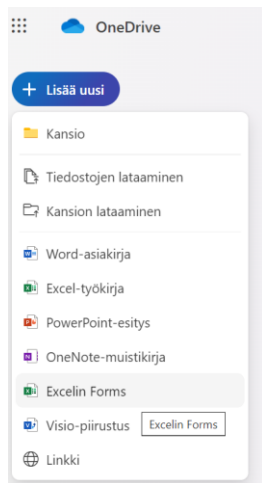 OneDrive
+ Lisää uusi
Kansio
Tiedostojen lataaminen
Kansion lataaminen
Word-asiakirja
Excel-työkirja
PowerPoint-esitys
OneNote-muistikirja
Excelin Forms
Visio-piirustus Excelin Forms
Linkki